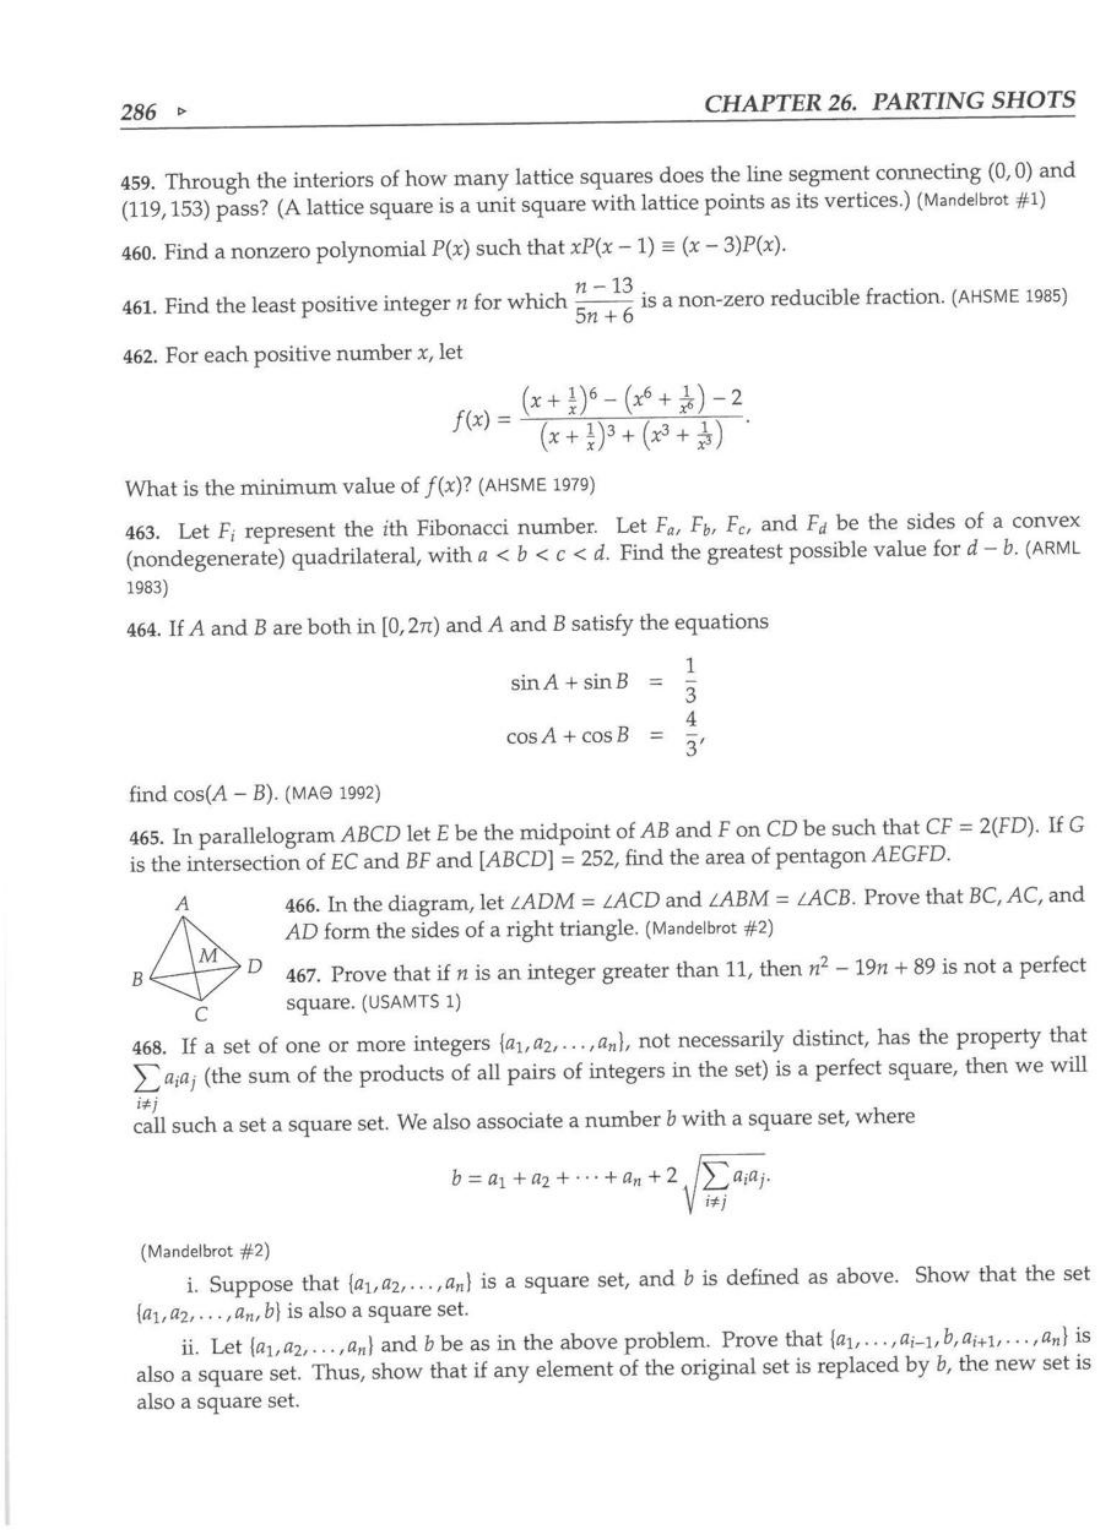 286 ▹ CHAPTER 26. PARTING SHOTS
459. Through the interiors of how many lattice squares does the line segment connecting (0, 0) and
(119, 153) pass? (A lattice square is a unit square with lattice points as its vertices.) (Mandelbrot #1)
460. Find a nonzero polynomial P(x) such that xP(x − 1) ≡ (x − 3)P(x).
461. Find the least positive integer n for which \frac{n − 13}{5n + 6} is a non-zero reducible fraction. (AHSME 1985)
462. For each positive number x, let
f(x) = \frac{(x + \frac{1}{x})^6 − (x^6 + \frac{1}{x^6}) − 2}{(x + \frac{1}{x})^3 + (x^3 + \frac{1}{x^3})}.
What is the minimum value of f(x)? (AHSME 1979)
463. Let F_i represent the ith Fibonacci number. Let F_a, F_b, F_c, and F_d be the sides of a convex
(nondegenerate) quadrilateral, with a < b < c < d. Find the greatest possible value for d − b. (ARML
1983)
464. If A and B are both in [0, 2π) and A and B satisfy the equations
sin A + sin B = \frac{1}{3}
cos A + cos B = \frac{4}{3},
find cos(A − B). (MAΘ 1992)
465. In parallelogram ABCD let E be the midpoint of AB and F on CD be such that CF = 2(FD). If G
is the intersection of EC and BF and [ABCD] = 252, find the area of pentagon AEGFD.
A
M
B
D
C
466. In the diagram, let ∠ADM = ∠ACD and ∠ABM = ∠ACB. Prove that BC, AC, and
AD form the sides of a right triangle. (Mandelbrot #2)
467. Prove that if n is an integer greater than 11, then n² − 19n + 89 is not a perfect
square. (USAMTS 1)
468. If a set of one or more integers {a_1, a_2, . . . , a_n}, not necessarily distinct, has the property that
\sum_{i≠j} a_i a_j (the sum of the products of all pairs of integers in the set) is a perfect square, then we will
call such a set a square set. We also associate a number b with a square set, where
b = a_1 + a_2 + ··· + a_n + 2\sqrt{\sum_{i≠j} a_i a_j}.
(Mandelbrot #2)
i. Suppose that {a_1, a_2, . . . , a_n} is a square set, and b is defined as above. Show that the set
{a_1, a_2, . . . , a_n, b} is also a square set.
ii. Let {a_1, a_2, . . . , a_n} and b be as in the above problem. Prove that {a_1, . . . , a_{i−1}, b, a_{i+1}, . . . , a_n} is
also a square set. Thus, show that if any element of the original set is replaced by b, the new set is
also a square set.